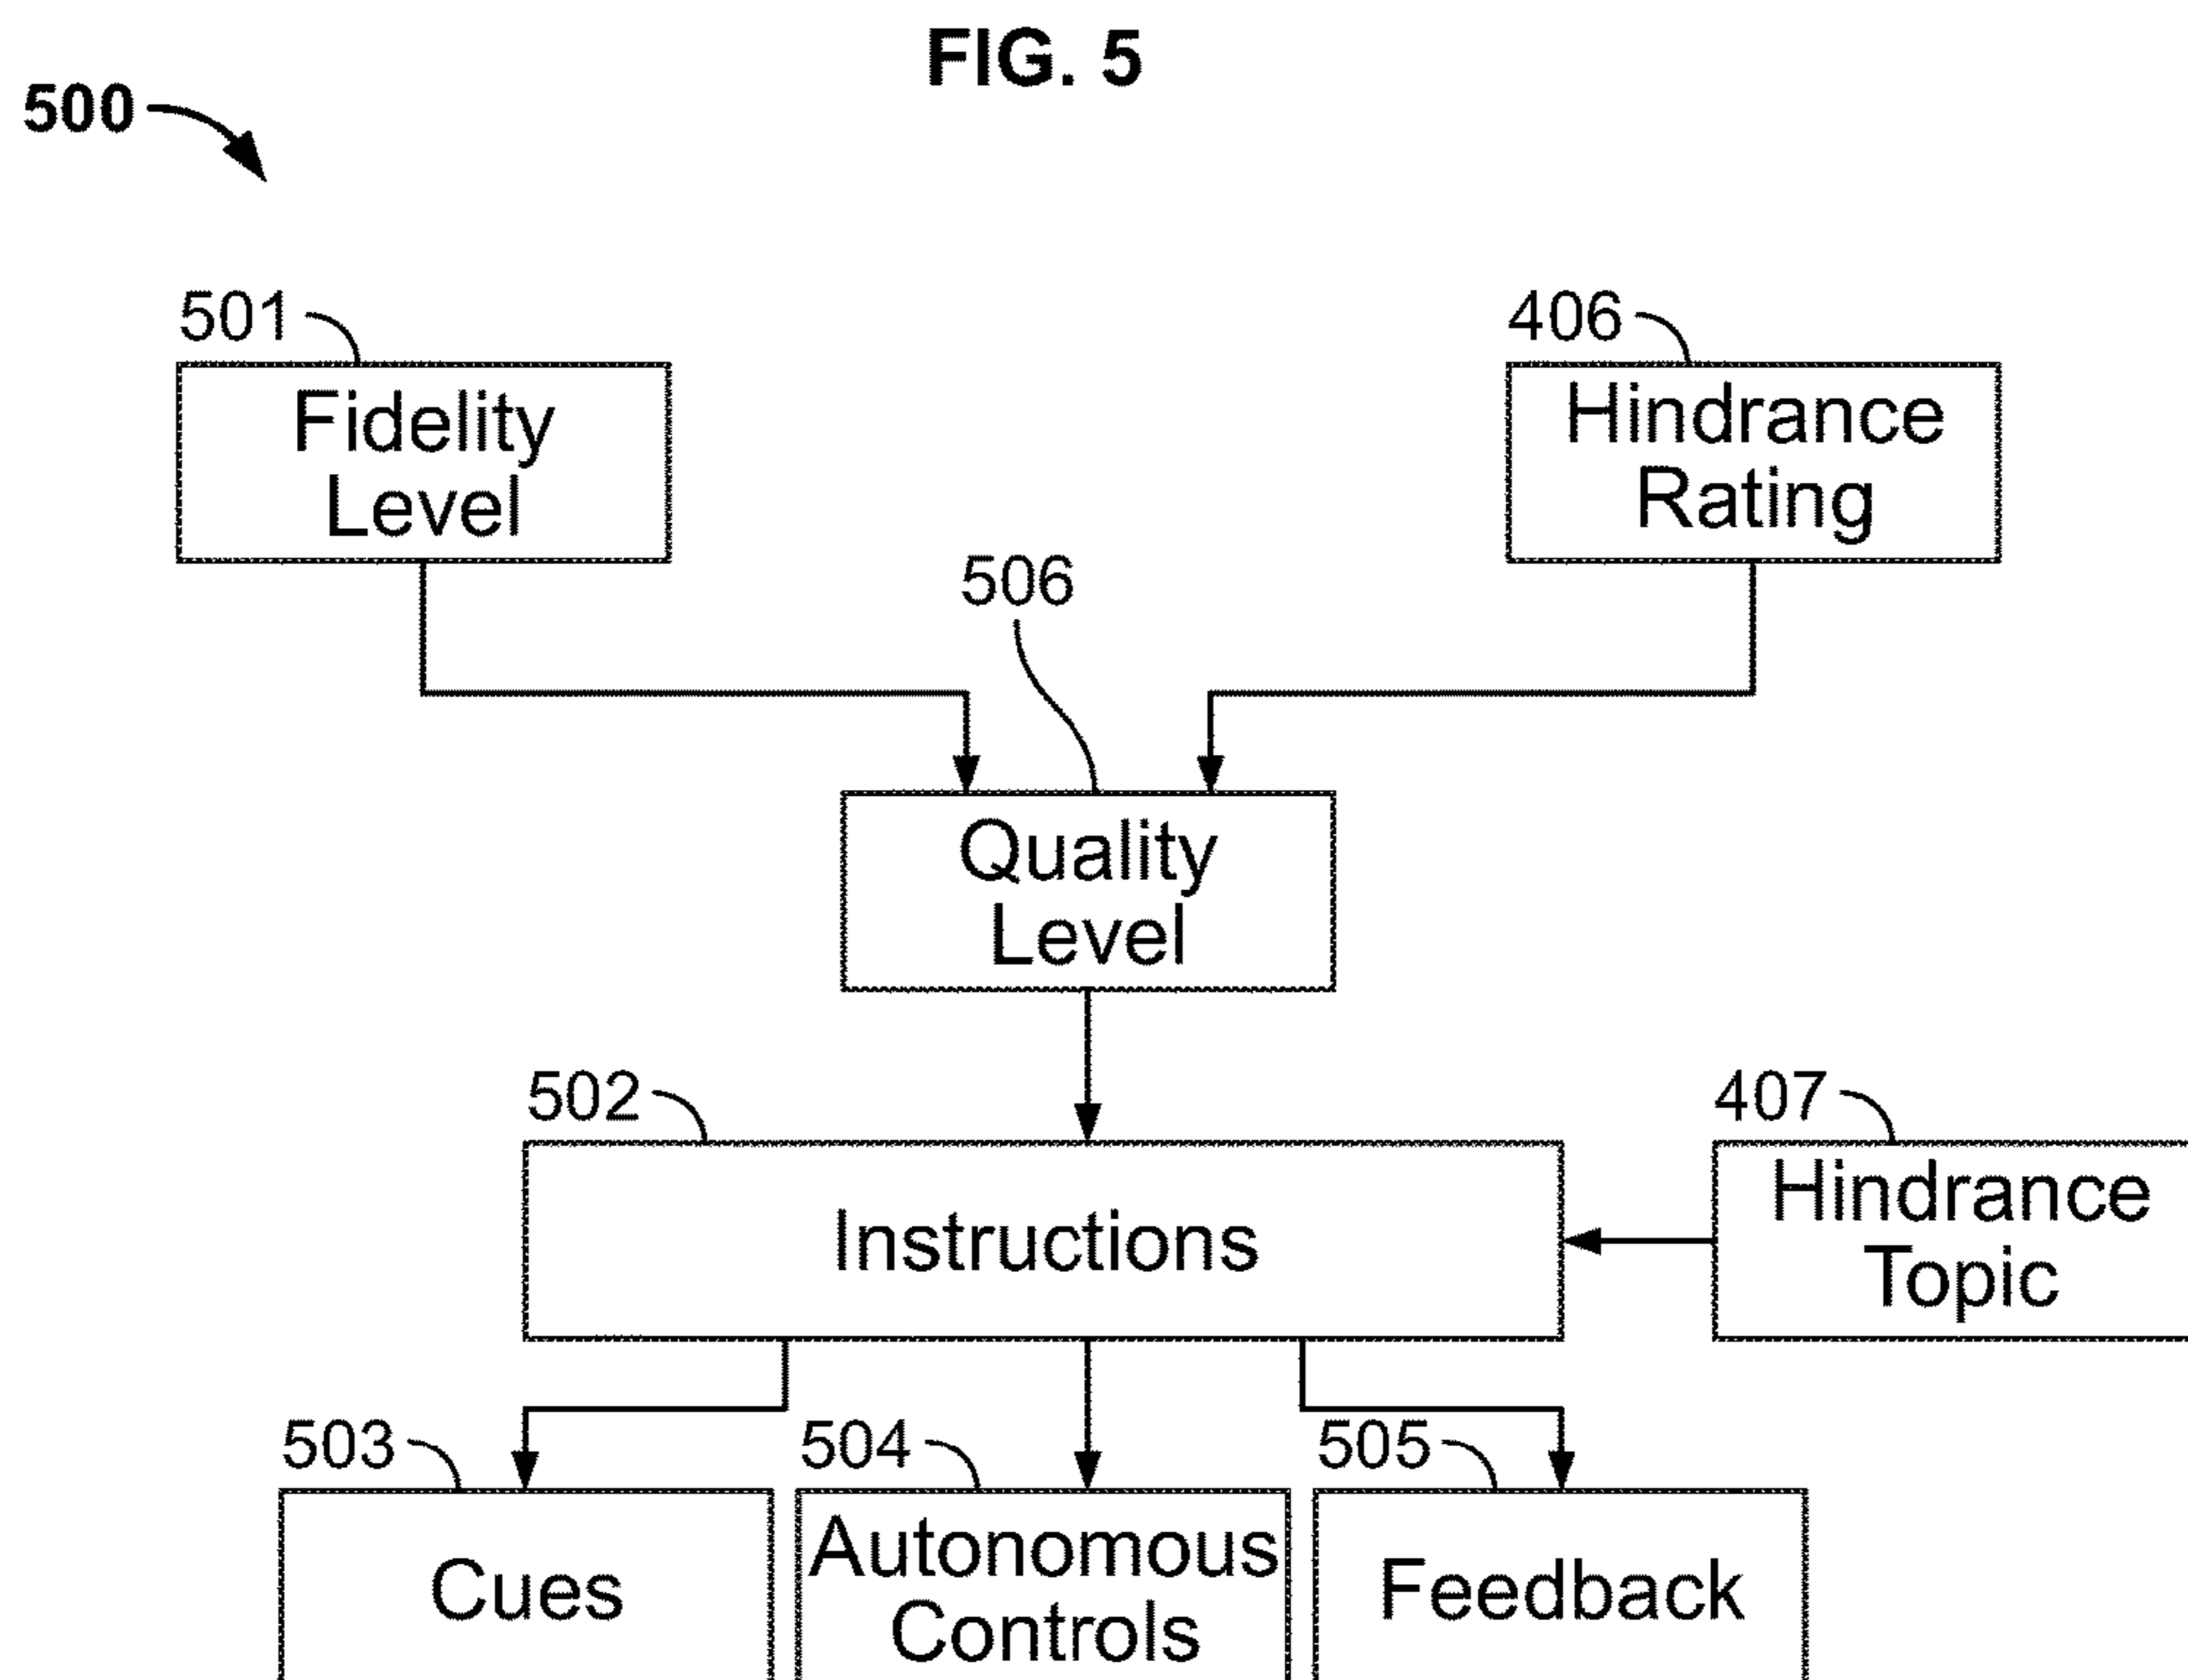 FIG. 5
500
501
Fidelity
Level
406
Hindrance
Rating
506
Quality
Level
502
Instructions
407
Hindrance
Topic
503
Cues
504
Autonomous
Controls
505
Feedback